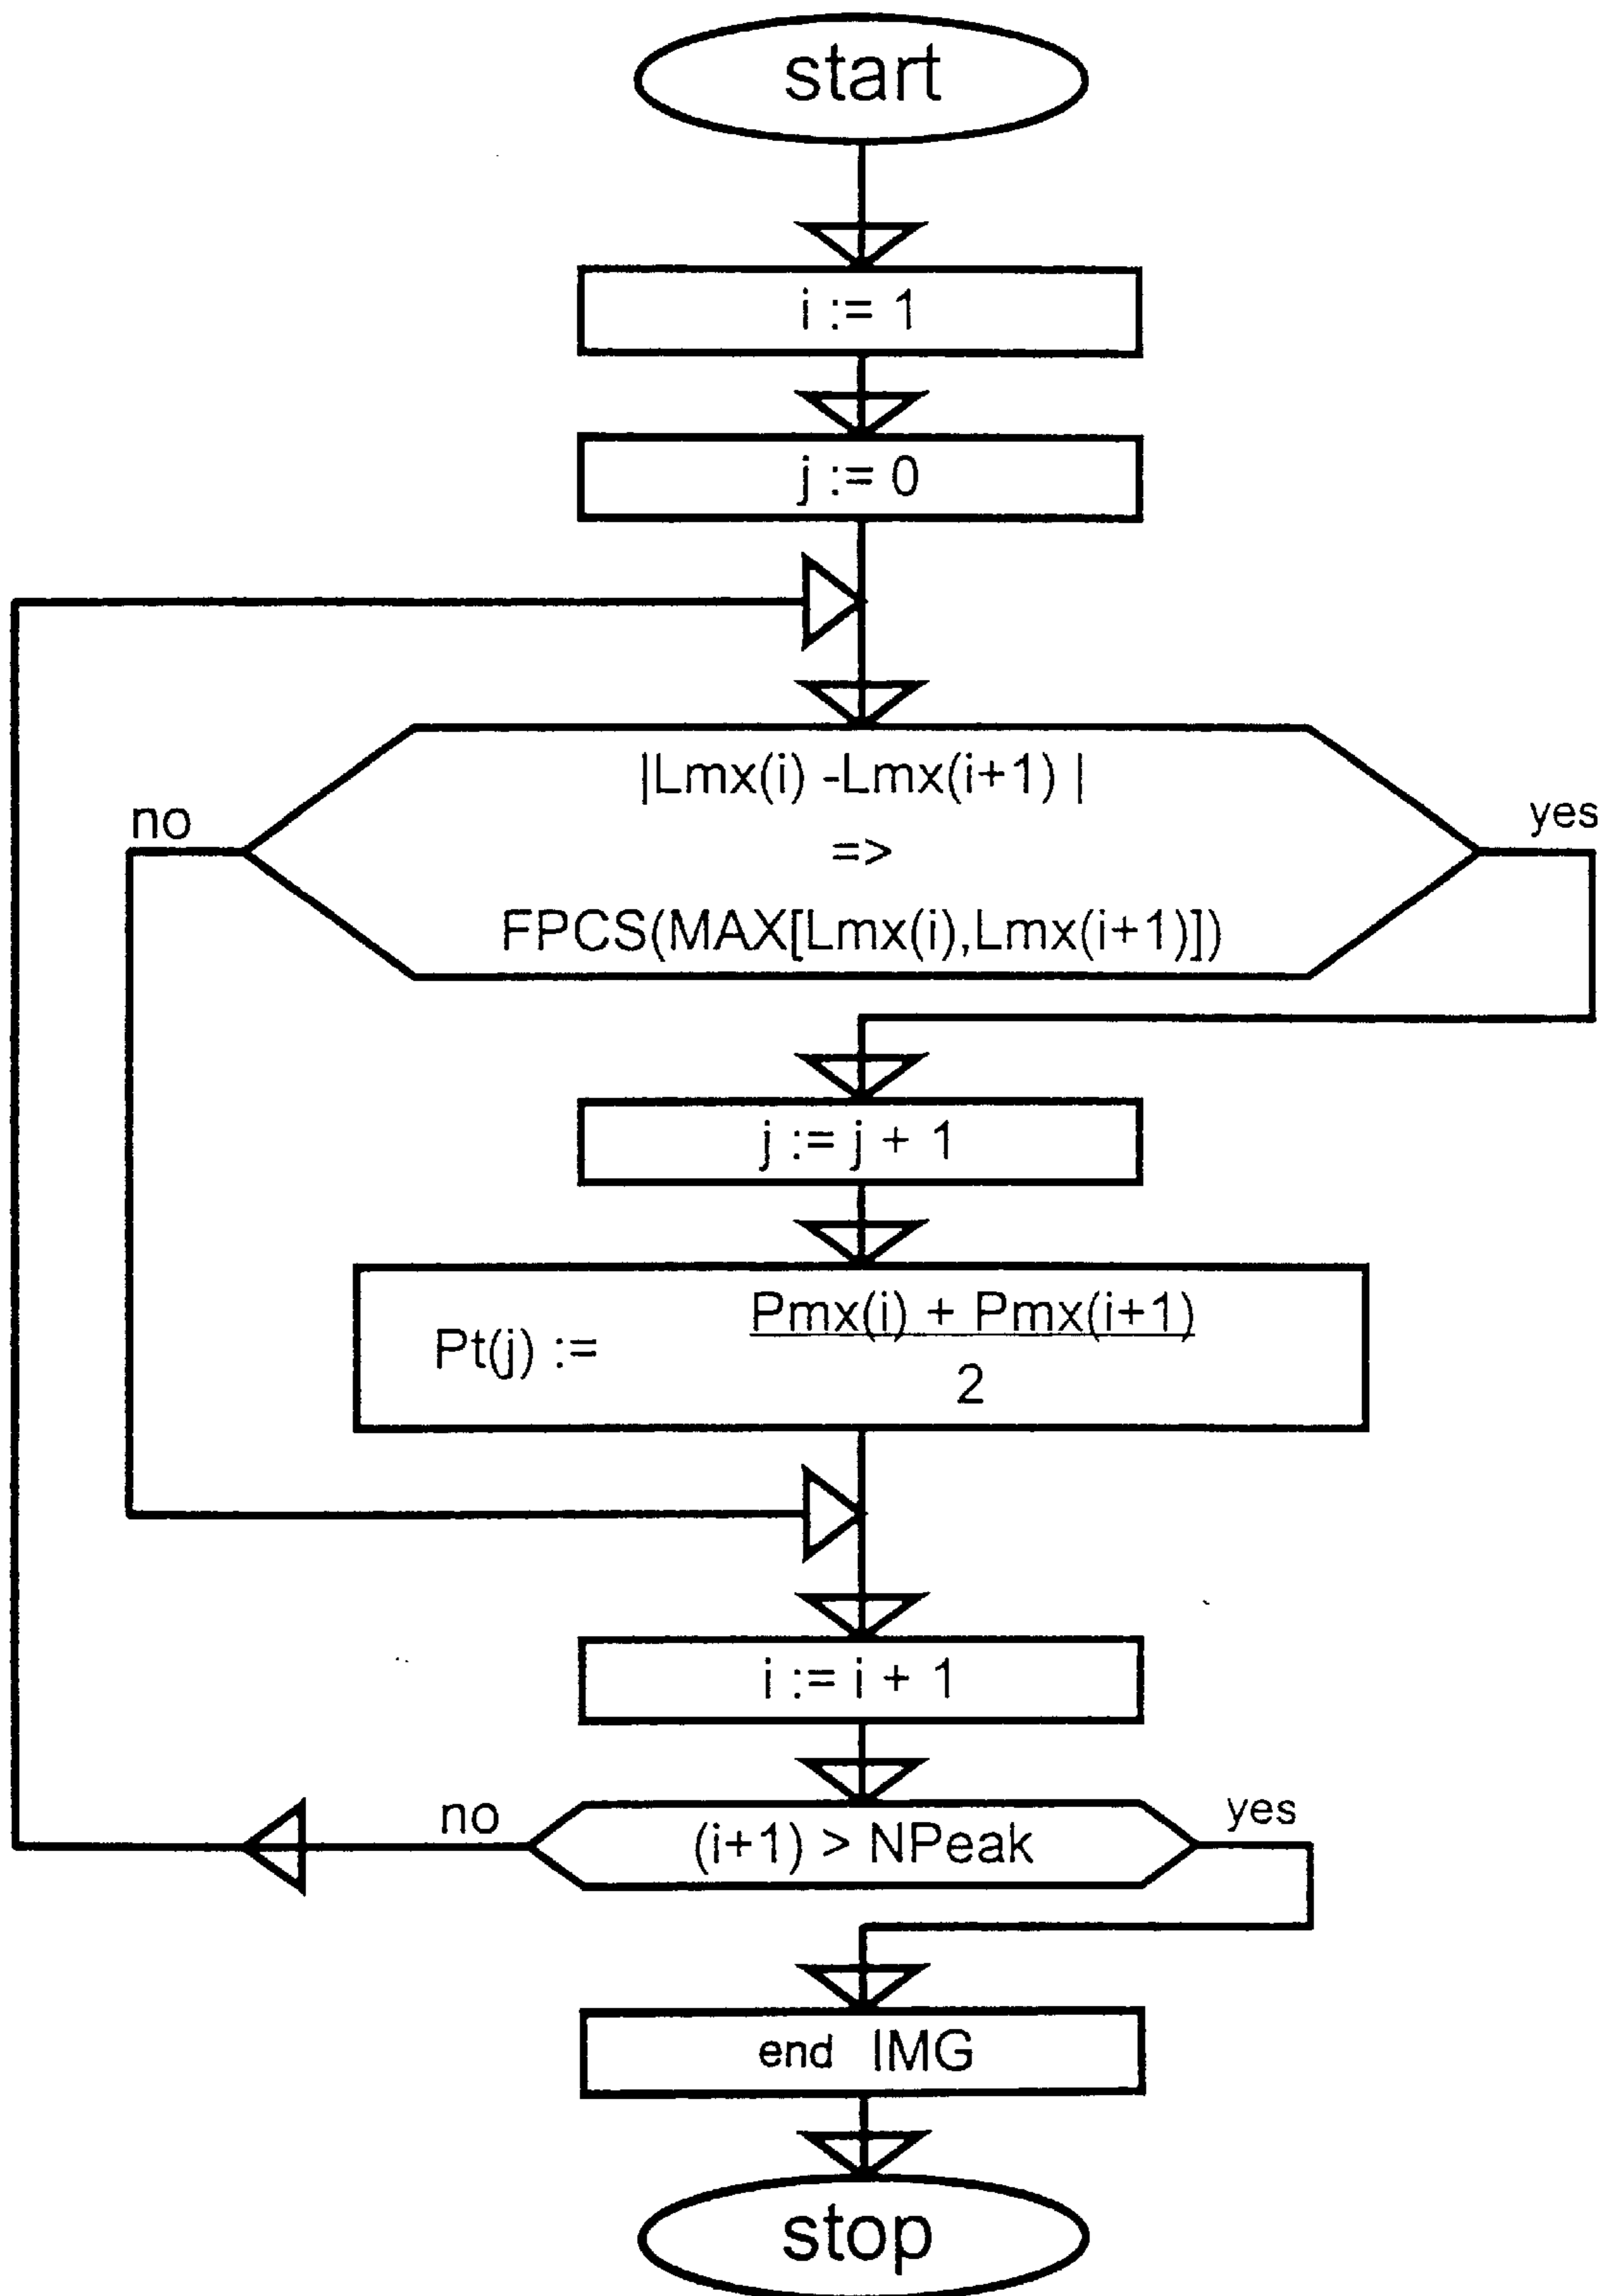 start
i := 1
j := 0
|Lmx(i) -Lmx(i+1) |
no
yes
=>
FPCS(MAX[Lmx(i),Lmx(i+1)])
j := j + 1
Pmx(i) + Pmx(i+1)
Pt(j) :=
2
i := i + 1
no
yes
(i+1) > NPeak
end IMG
stop